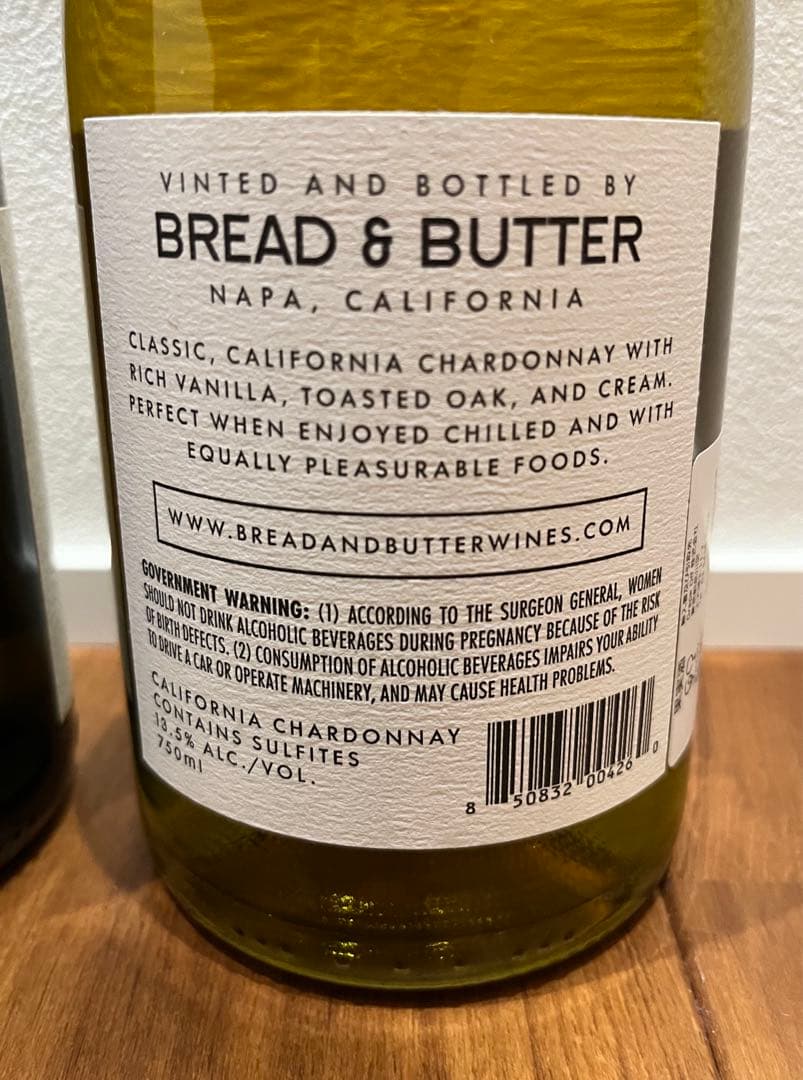 VINTED AND BOTTLED BY
BREAD & BUTTER
NAPA, CALIFORNIA
CLASSIC, CALIFORNIA CHARDONNAY WITH
RICH VANILLA, TOASTED OAK, AND CREAM.
PERFECT WHEN ENJOYED CHILLED AND WITH
EQUALLY PLEASURABLE FOODS.
WWW.BREADANDBUTTERWINES.COM
GOVERNMENT WARNING: (1) ACCORDING TO THE SURGEON GENERAL, WOMEN
SHOULD NOT DRINK ALCOHOLIC BEVERAGES DURING PREGNANCY BECAUSE OF THE RISK
OF BIRTH DEFECTS. (2) CONSUMPTION OF ALCOHOLIC BEVERAGES IMPAIRS YOUR ABILITY
TO DRIVE A CAR OR OPERATE MACHINERY, AND MAY CAUSE HEALTH PROBLEMS.
CALIFORNIA CHARDONNAY
CONTAINS SULFITES
13.5% ALC./VOL.
750ml
8 50832 00426 0